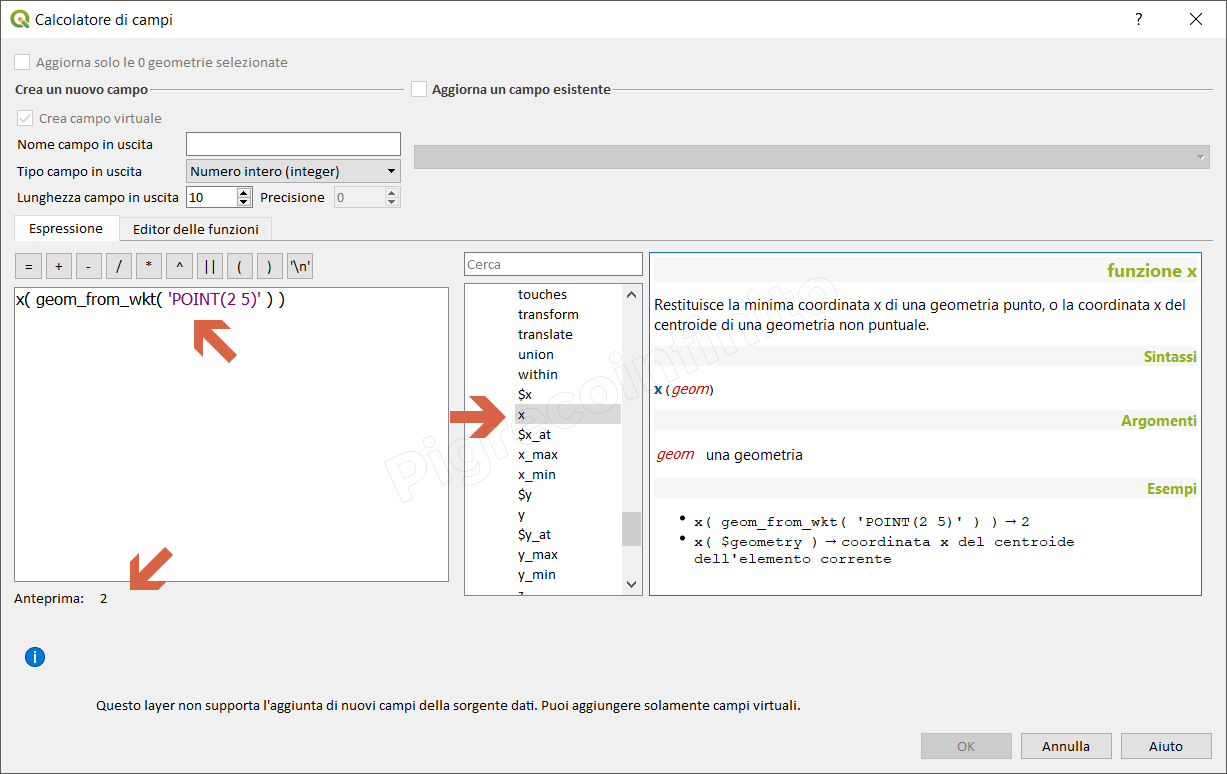 Calcolatore di campi
?
Aggiorna solo le 0 geometrie selezionate
Crea un nuovo campo
Aggiorna un campo esistente
Crea campo virtuale
Nome campo in uscita
Tipo campo in uscita Numero intero (integer)
Lunghezza campo in uscita 10 Precisione 0
Espressione Editor delle funzioni
= + - / * ^ || ( ) '\n'
x( geom_from_wkt( 'POINT(2 5)' ) )
Anteprima: 2
Cerca
touches
transform
translate
union
within
$x
x
$x_at
x_max
x_min
$y
y
$y_at
y_max
y_min
z
funzione x
Restituisce la minima coordinata x di una geometria punto, o la coordinata x del
centroide di una geometria non puntuale.
Sintassi
x(geom)
Argomenti
geom una geometria
Esempi
• x( geom_from_wkt( 'POINT(2 5)' ) ) → 2
• x( $geometry ) → coordinata x del centroide
dell'elemento corrente
Pigrecoinfinito
Questo layer non supporta l'aggiunta di nuovi campi della sorgente dati. Puoi aggiungere solamente campi virtuali.
OK Annulla Aiuto